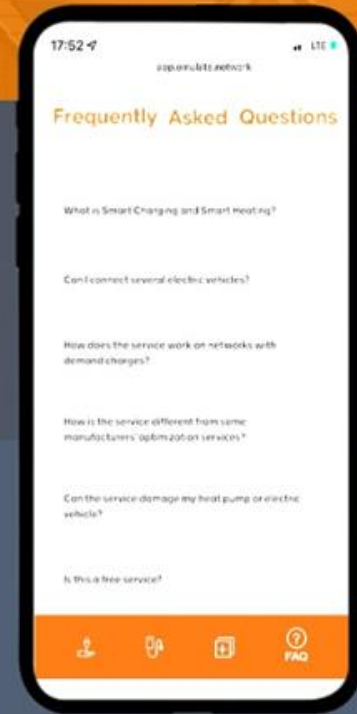 17:52
LTE
Frequently Asked Questions
What is Smart Charging and Smart Heating?
Can I connect several electric vehicles?
How does the service work on networks with
demand charges?
How is the service different from some
manufacturers' optimization services?
Can the service damage my heat pump or electric
vehicle?
Is this a free service?
FAQ